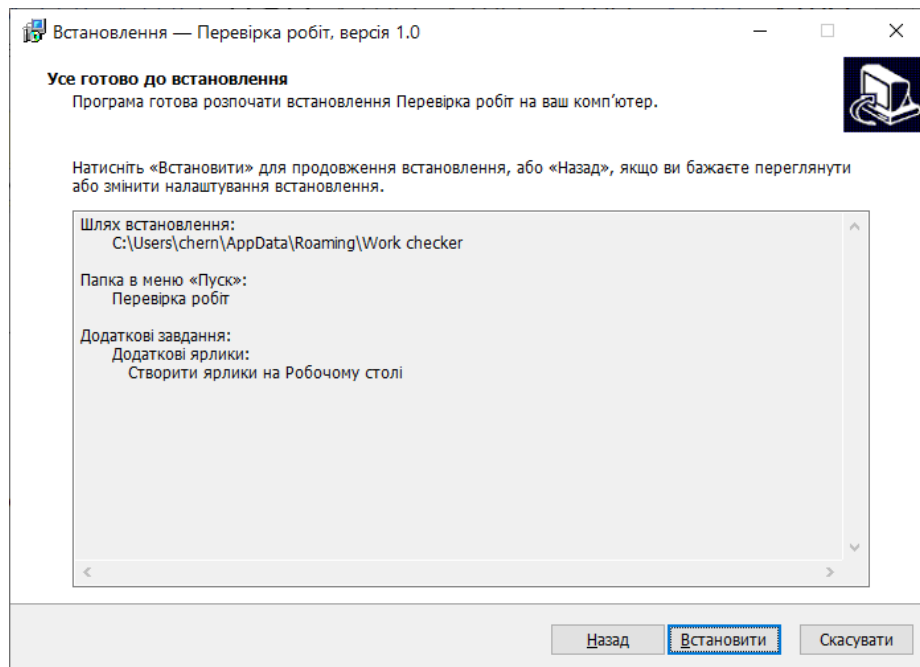 Встановлення — Перевірка робіт, версія 1.0
Усе готово до встановлення
Програма готова розпочати встановлення Перевірка робіт на ваш комп’ютер.
Натисніть «Встановити» для продовження встановлення, або «Назад», якщо ви бажаєте переглянути
або змінити налаштування встановлення.
Шлях встановлення:
C:\Users\chern\AppData\Roaming\Work checker
Папка в меню «Пуск»:
Перевірка робіт
Додаткові завдання:
Додаткові ярлики:
Створити ярлики на Робочому столі
Назад Встановити Скасувати